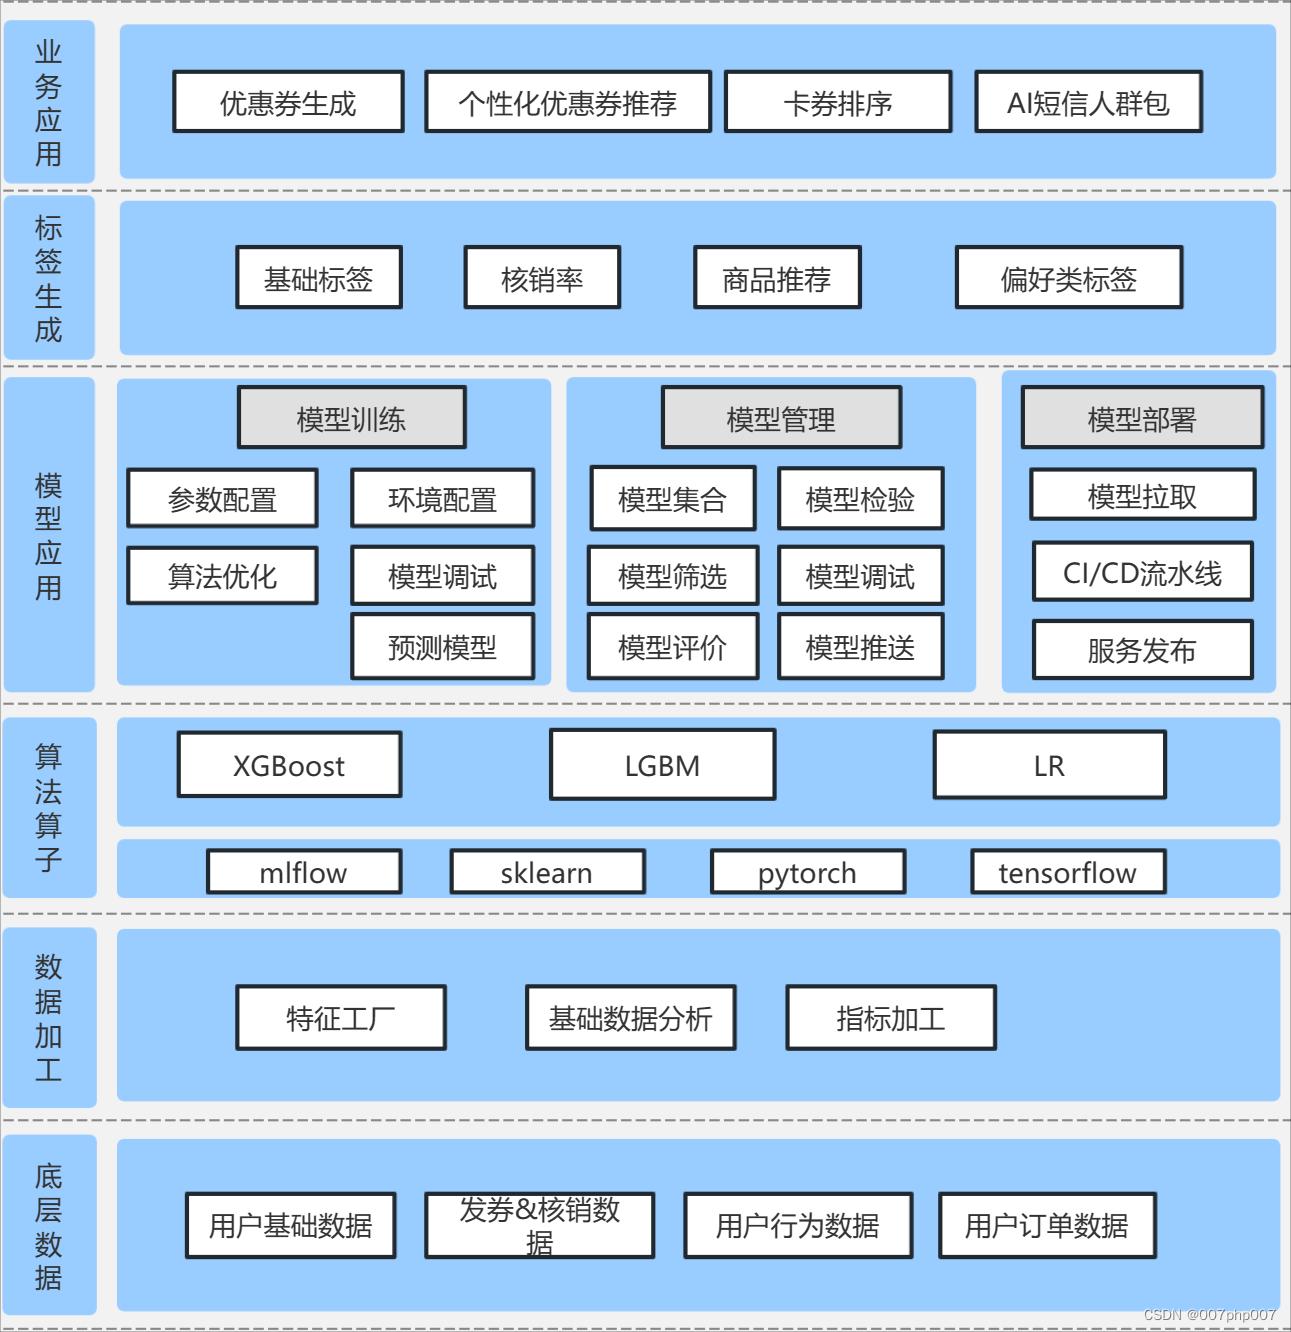 业务应用
优惠券生成
个性化优惠券推荐
卡券排序
AI短信人群包
标签生成
基础标签
核销率
商品推荐
偏好类标签
模型应用
模型训练
参数配置
环境配置
算法优化
模型调试
预测模型
模型管理
模型集合
模型检验
模型筛选
模型调试
模型评价
模型推送
模型部署
模型拉取
CI/CD流水线
服务发布
算法算子
XGBoost
LGBM
LR
mlflow
sklearn
pytorch
tensorflow
数据加工
特征工厂
基础数据分析
指标加工
底层数据
用户基础数据
发券&核销数
据
用户行为数据
用户订单数据
CSDN @007php007